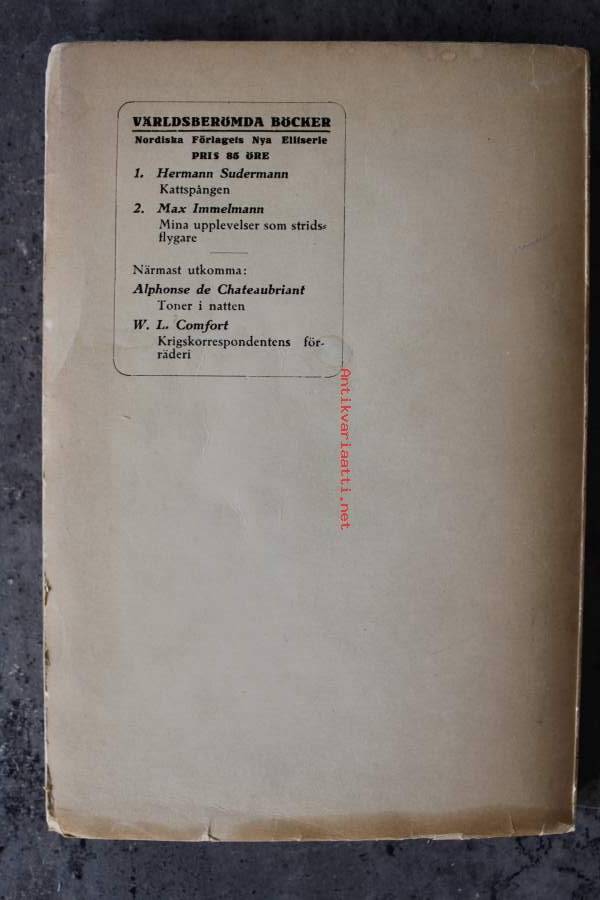 VÄRLDSBERÖMDA BÖCKER
Nordiska Förlagets Nya Elitserie
PRIS 85 ÖRE
1. Hermann Sudermann
Kattspången
2. Max Immelmann
Mina upplevelser som strids=
flygare
Närmast utkomma:
Alphonse de Chateaubriant
Toner i natten
W. L. Comfort
Krigskorrespondentens för-
räderi
Antikvariaatti.net